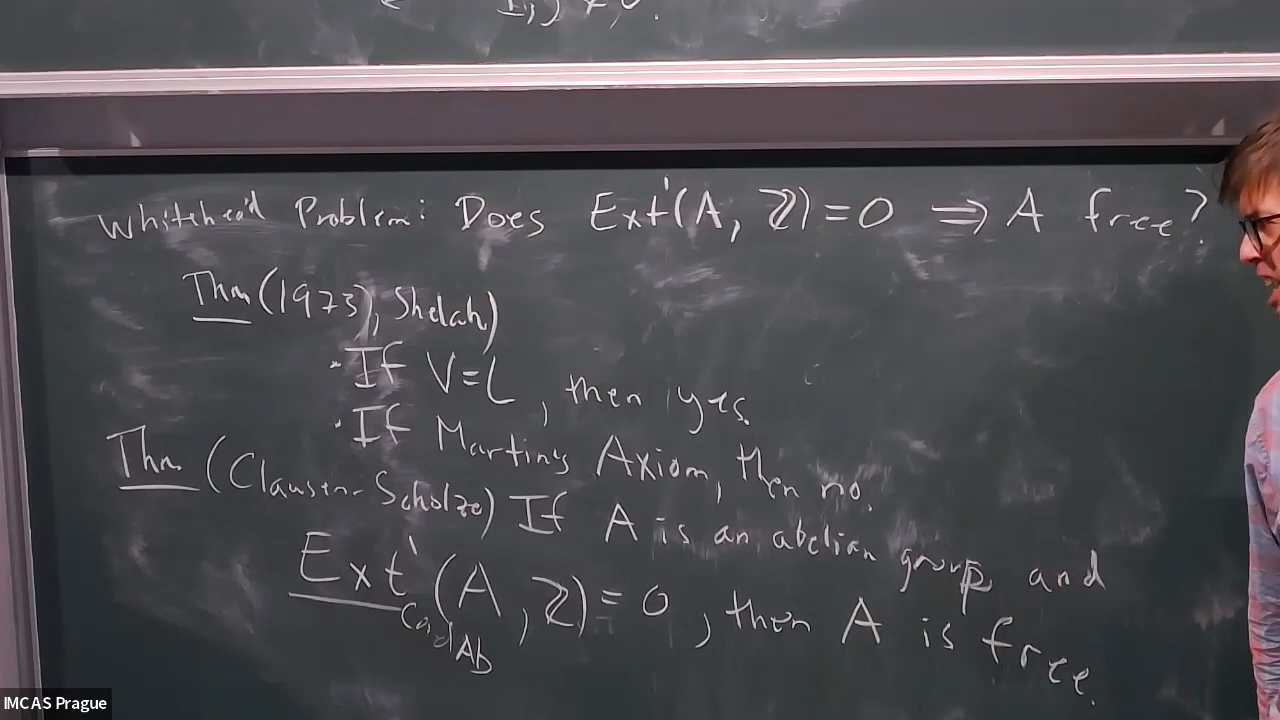 Whitehead Problem: Does Ext¹(A, ℤ) = 0 ⟹ A free?
Thm (1973), Shelah)
· If V=L, then yes.
· If Martin's Axiom, then no.
Thm (Clausen-Scholze) If A is an abelian group and
Ext¹_CondAb (A, ℤ) = 0, then A is free.
IMCAS Prague